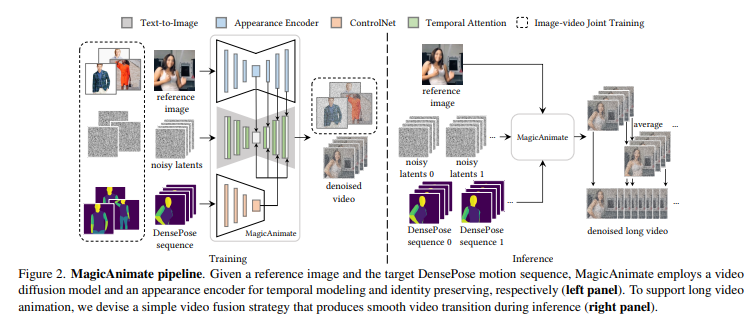 Text-to-Image
Appearance Encoder
ControlNet
Temporal Attention
Image-video Joint Training
reference
image
noisy latents
DensePose
sequence
MagicAnimate
denoised
video
Training
reference
image
noisy
latents 0
noisy
latents 1
...
DensePose
sequence 0
DensePose
sequence 1
...
MagicAnimate
average
...
...
denoised long video
Inference
Figure 2. MagicAnimate pipeline. Given a reference image and the target DensePose motion sequence, MagicAnimate employs a video
diffusion model and an appearance encoder for temporal modeling and identity preserving, respectively (left panel). To support long video
animation, we devise a simple video fusion strategy that produces smooth video transition during inference (right panel).